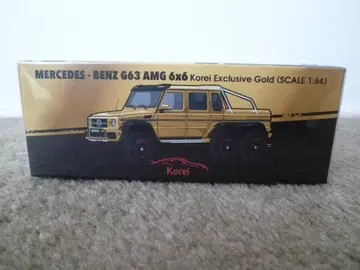 MERCEDES - BENZ G63 AMG 6x6 Korei Exclusive Gold (SCALE 1:64)
Korei